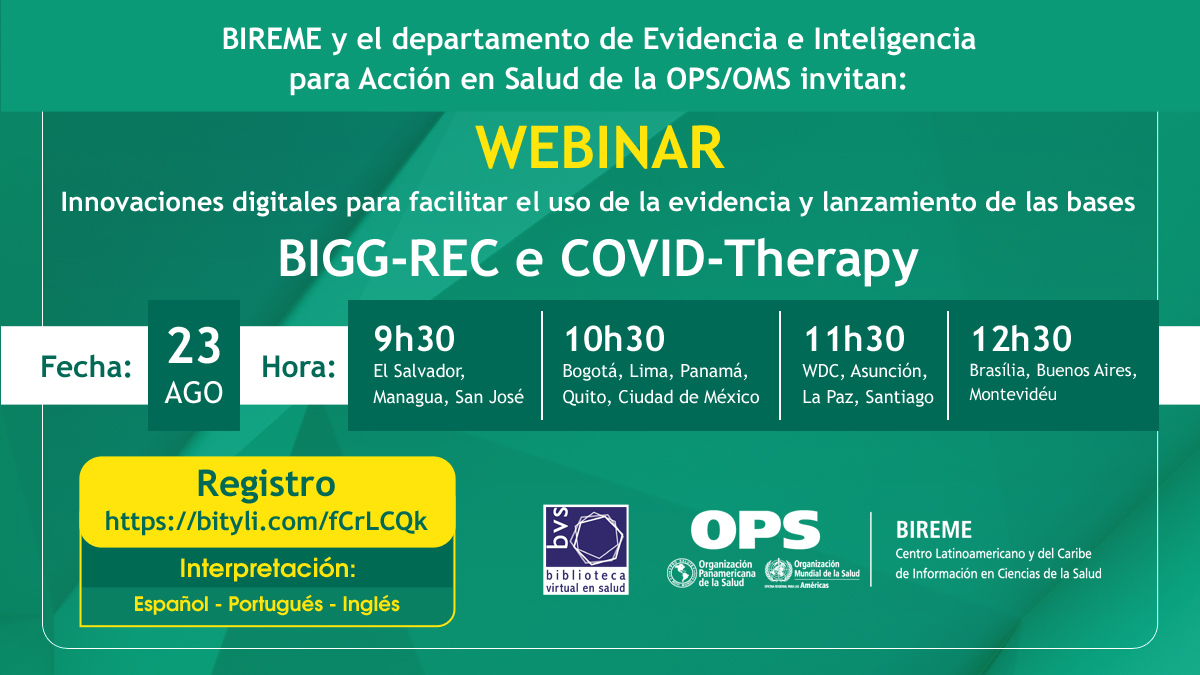 BIREME y el departamento de Evidencia e Inteligencia
para Acción en Salud de la OPS/OMS invitan:
WEBINAR
Innovaciones digitales para facilitar el uso de la evidencia y lanzamiento de las bases
BIGG-REC e COVID-Therapy
Fecha:
23
AGO
Hora:
9h30
El Salvador,
Managua, San José
10h30
Bogotá, Lima, Panamá,
Quito, Ciudad de México
11h30
WDC, Asunción,
La Paz, Santiago
12h30
Brasília, Buenos Aires,
Montevidéu
Registro
https://bityli.com/fCrLCQk
Interpretación:
Español - Portugués - Inglés
bvs
biblioteca
virtual en salud
OPS
Organización
Panamericana
de la Salud
Organización
Mundial de la Salud
OFICINA REGIONAL PARA LAS Américas
BIREME
Centro Latinoamericano y del Caribe
de Información en Ciencias de la Salud